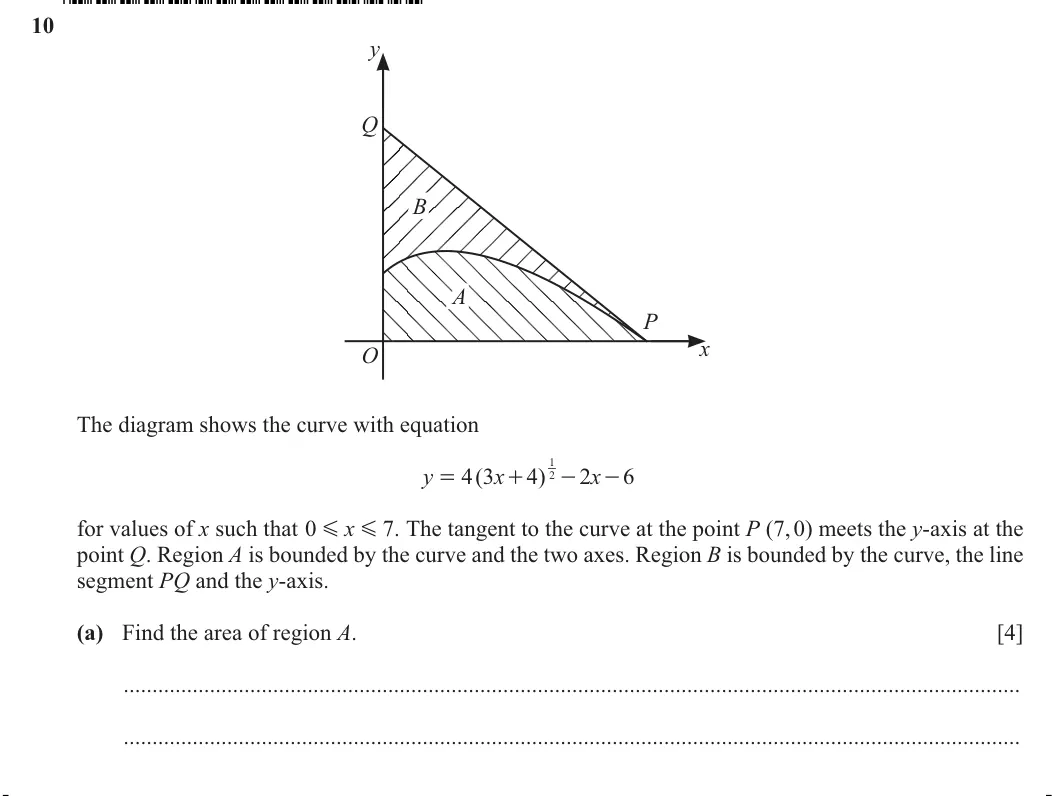 10
y
Q
B
A
P
O
x
The diagram shows the curve with equation
y = 4(3x+4)^{1/2} − 2x − 6
for values of x such that 0 ⩽ x ⩽ 7. The tangent to the curve at the point P (7, 0) meets the y-axis at the
point Q. Region A is bounded by the curve and the two axes. Region B is bounded by the curve, the line
segment PQ and the y-axis.
(a) Find the area of region A. [4]